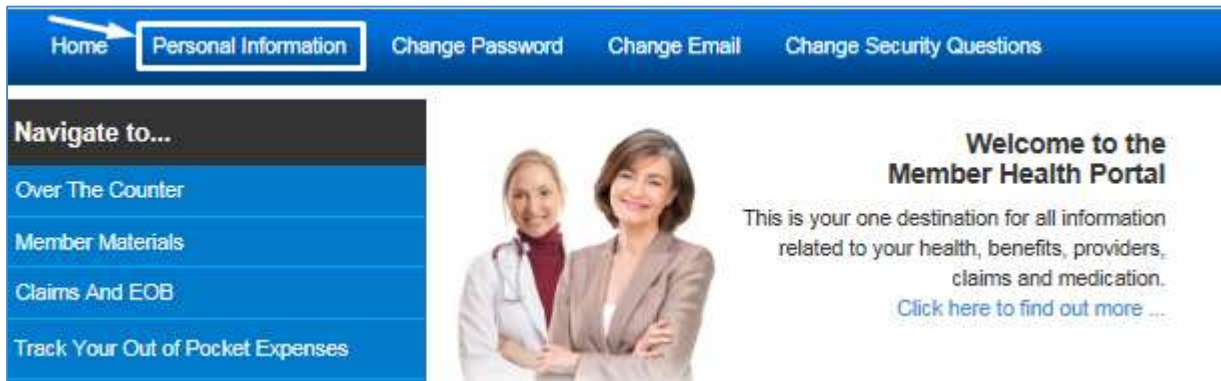 Home Personal Information Change Password Change Email Change Security Questions
Navigate to...
Over The Counter
Member Materials
Claims And EOB
Track Your Out of Pocket Expenses
Welcome to the
Member Health Portal
This is your one destination for all information
related to your health, benefits, providers,
claims and medication.
Click here to find out more ...